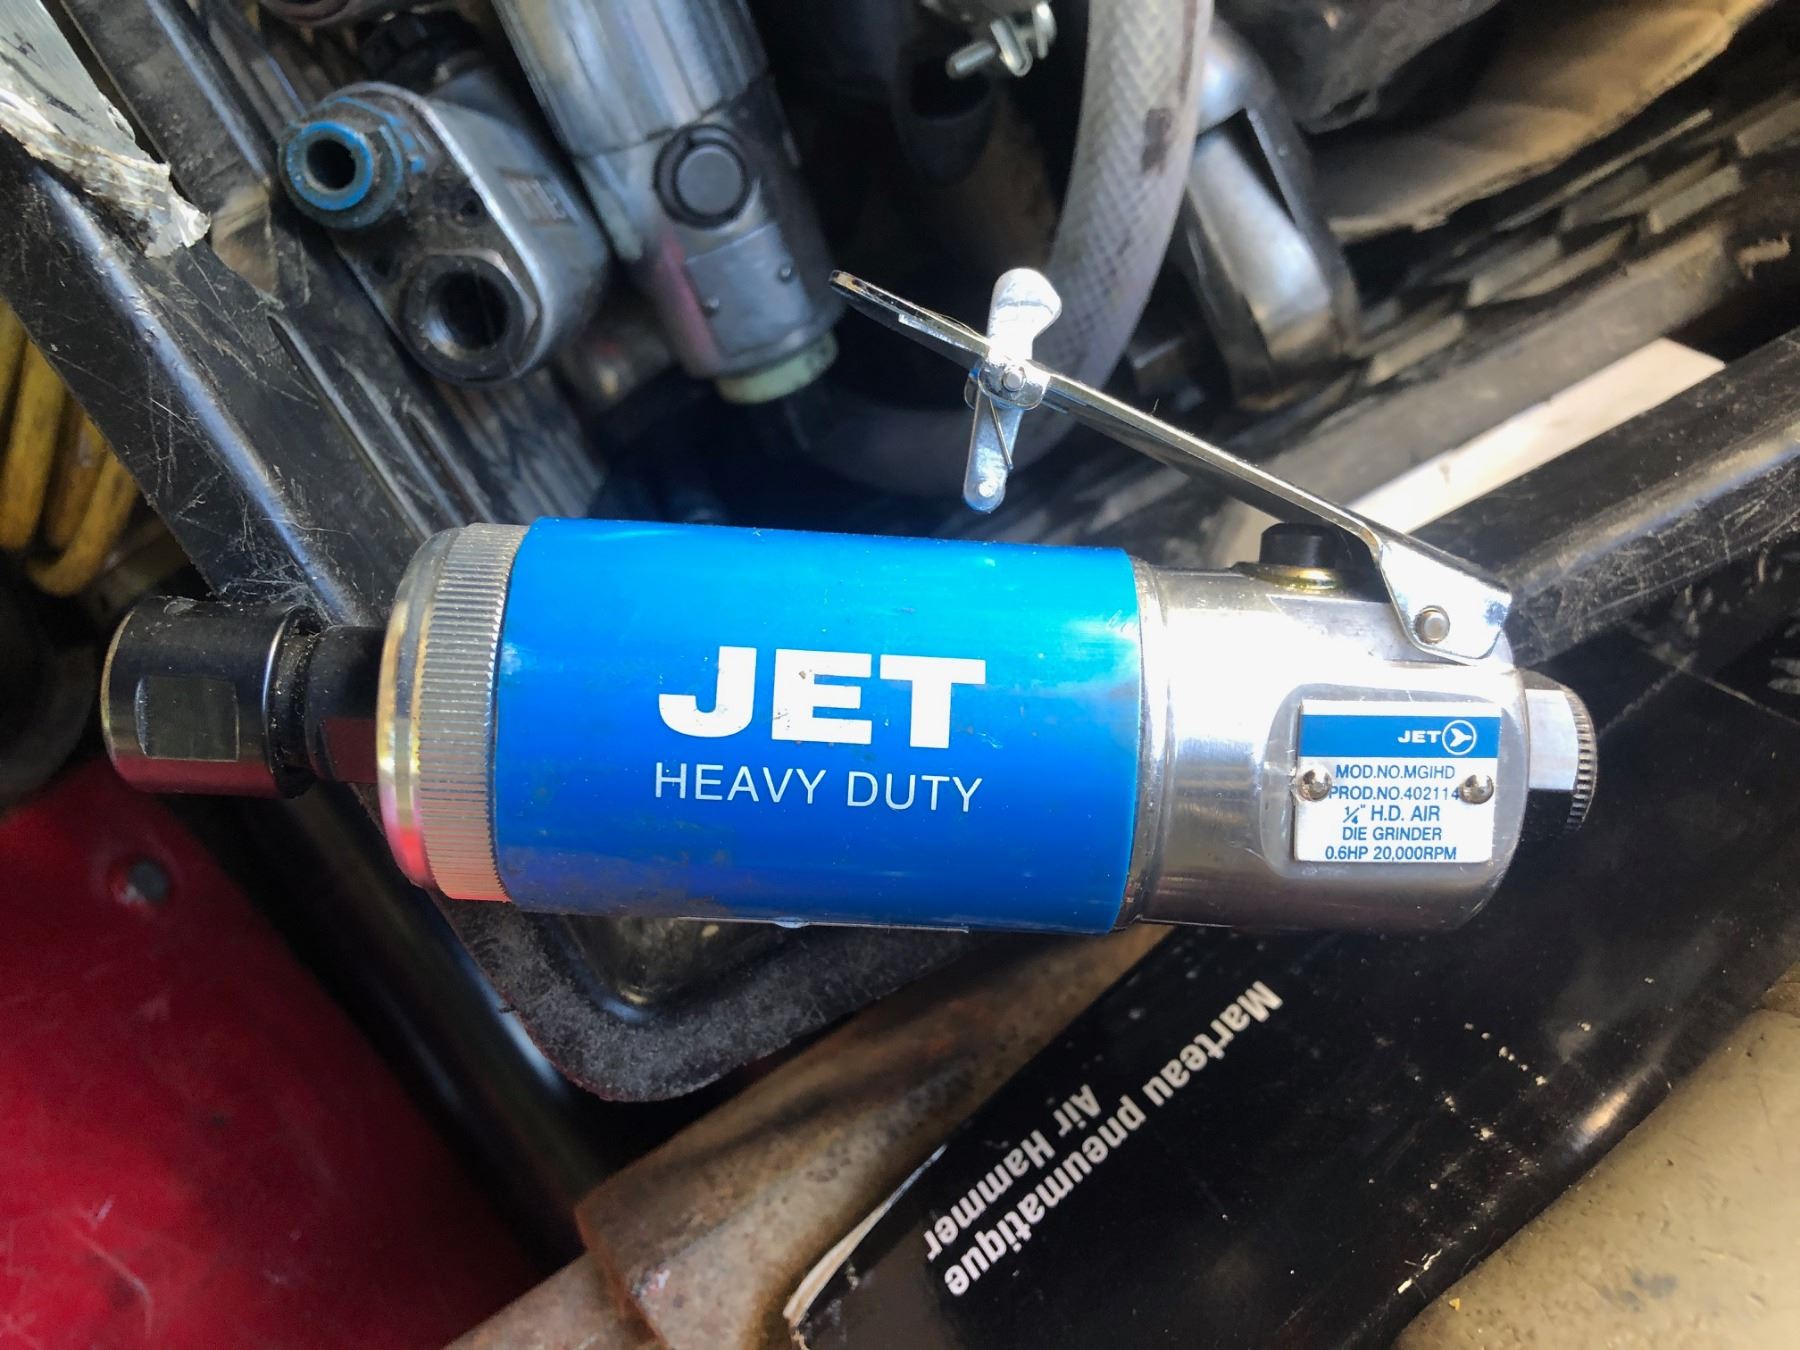 JET
HEAVY DUTY
JET
MOD.NO.MGIHD
PROD.NO.402114
1/4" H.D. AIR
DIE GRINDER
0.6HP 20,000RPM
Marteau pneumatique
Air Hammer